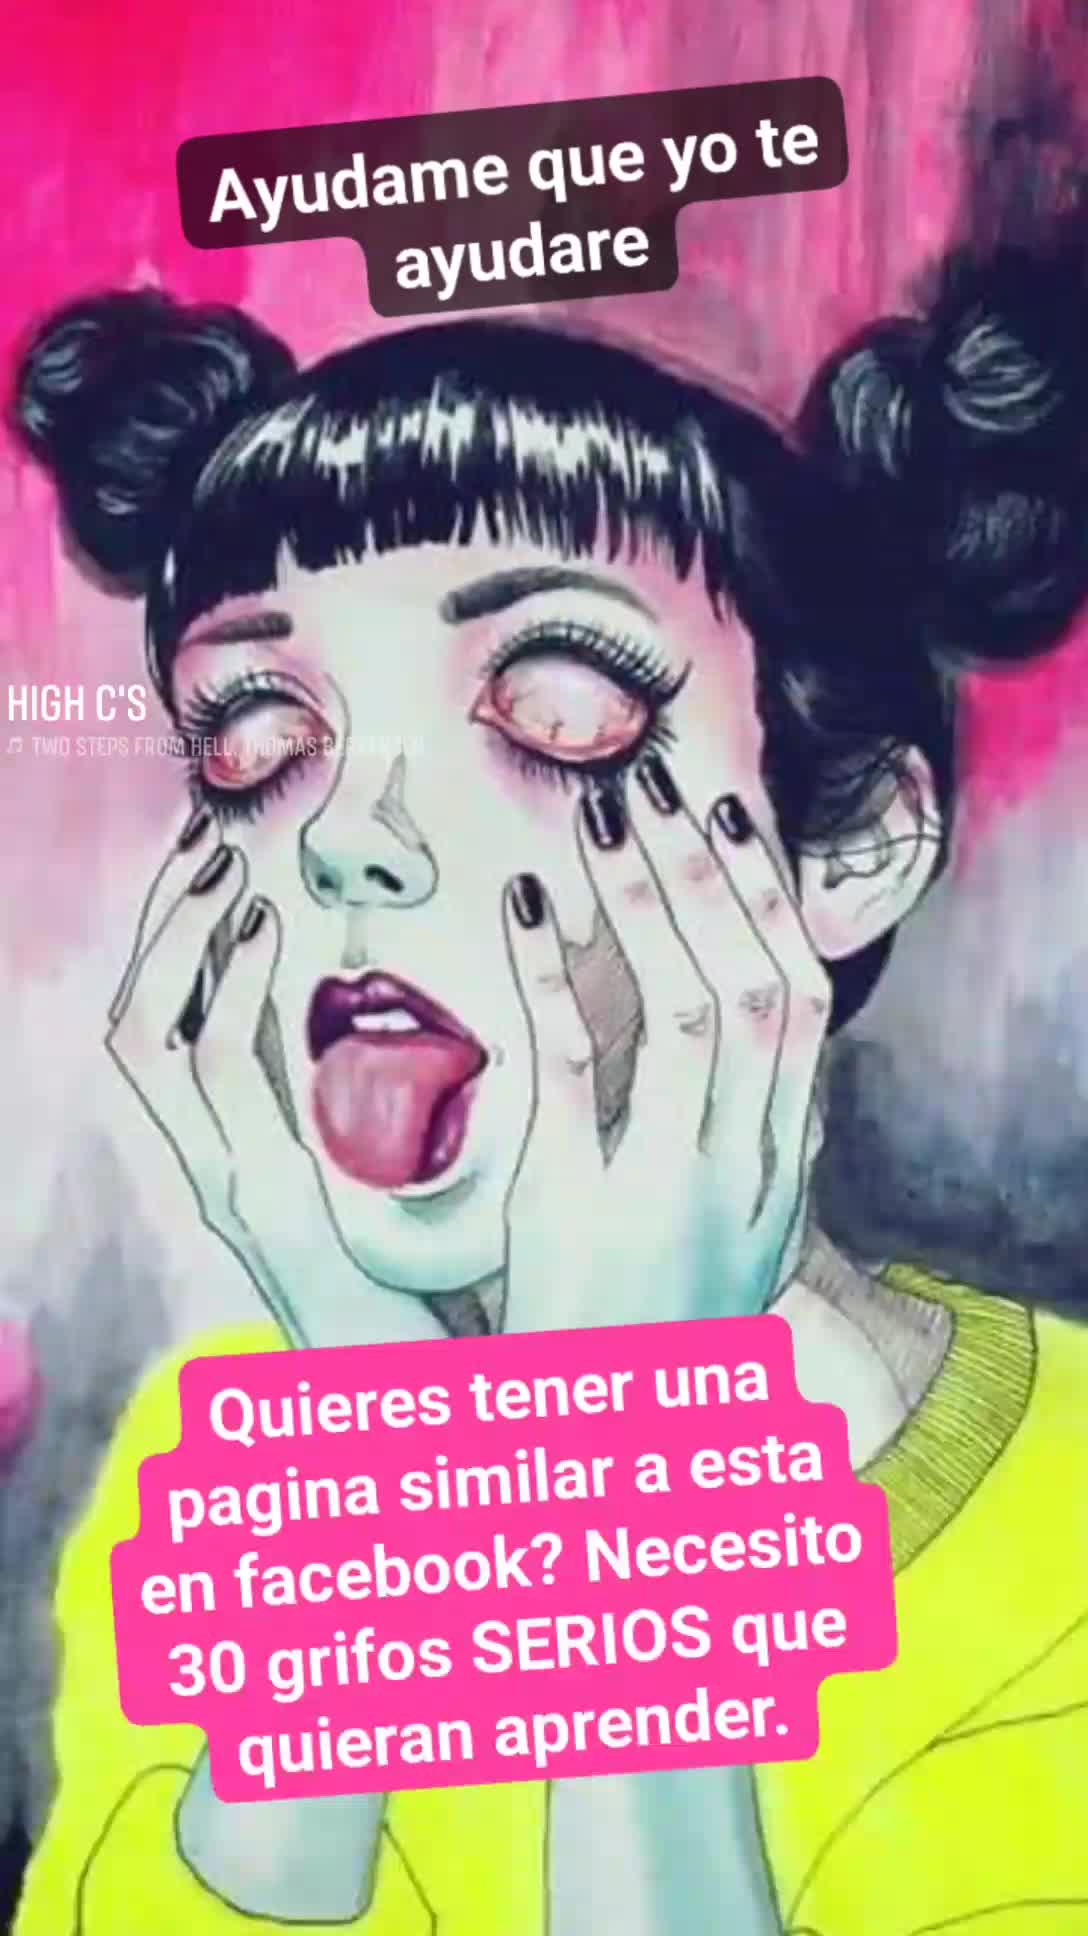 Ayudame que yo te
ayudare
HIGH C'S
TWO STEPS FROM HELL, THOMAS
Quieres tener una
pagina similar a esta
en facebook? Necesito
30 grifos SERIOS que
quieran aprender.